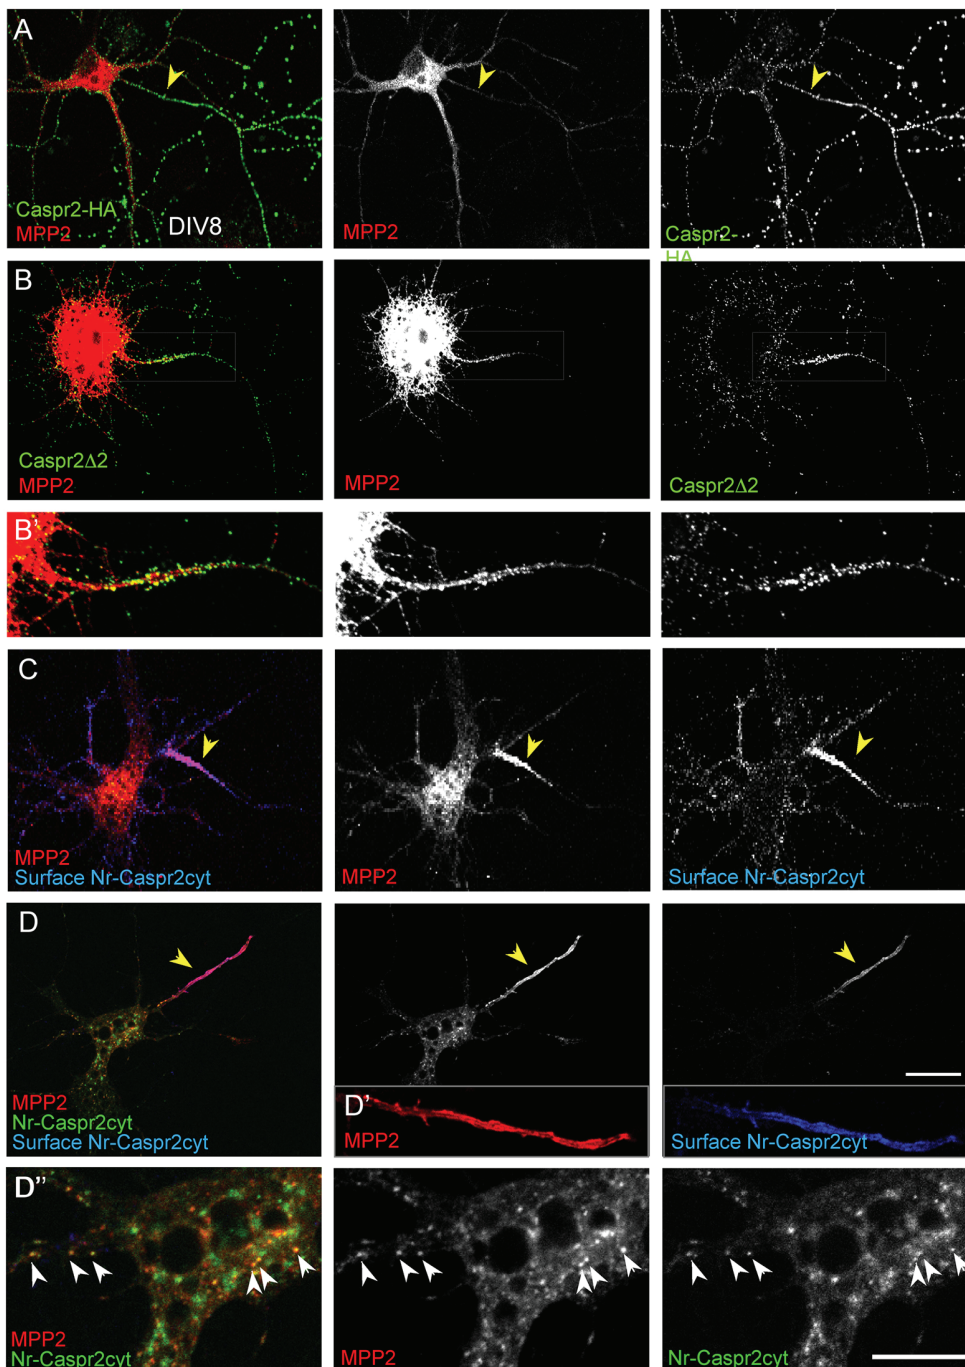 A
Caspr2-HA
MPP2
DIV8
MPP2
Caspr2-
HA
B
Caspr2Δ2
MPP2
MPP2
Caspr2Δ2
B'
C
MPP2
Surface Nr-Caspr2cyt
MPP2
Surface Nr-Caspr2cyt
D
MPP2
Nr-Caspr2cyt
Surface Nr-Caspr2cyt
D'
MPP2
Surface Nr-Caspr2cyt
D''
MPP2
Nr-Caspr2cyt
MPP2
Nr-Caspr2cyt